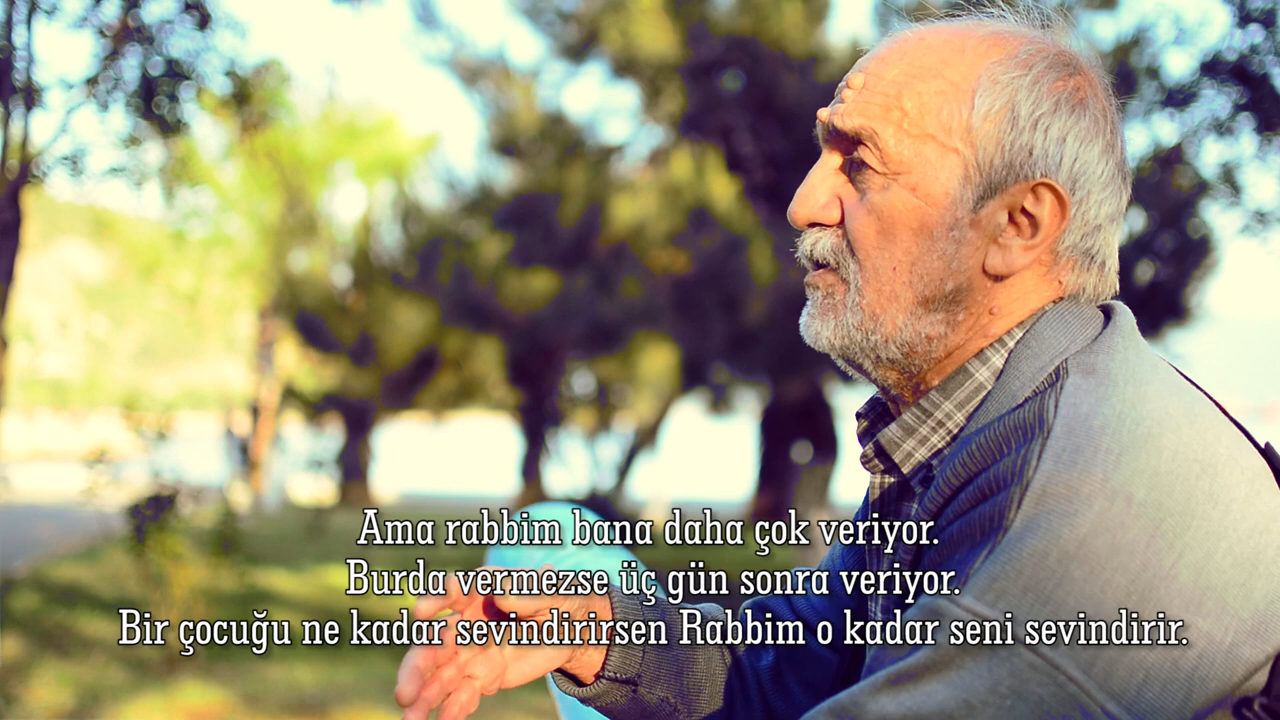 Ama rabbim bana daha çok veriyor.
Burda vermezse üç gün sonra veriyor.
Bir çocuğu ne kadar sevindirirsen Rabbim o kadar seni sevindirir.